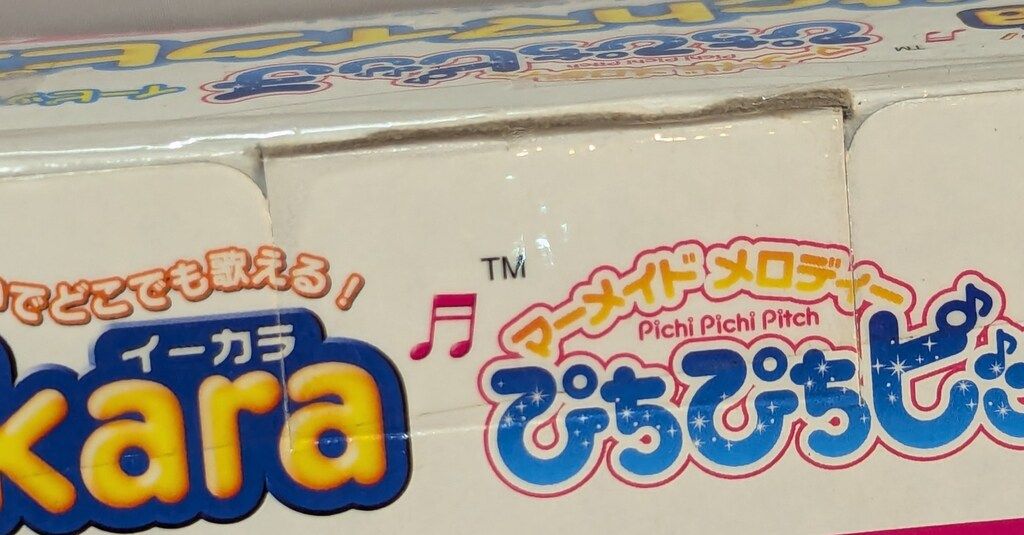 でどこでも歌える!
イーカラ
kara
TM
マーメイド メロディー
Pichi Pichi Pitch
ぴちぴちピ